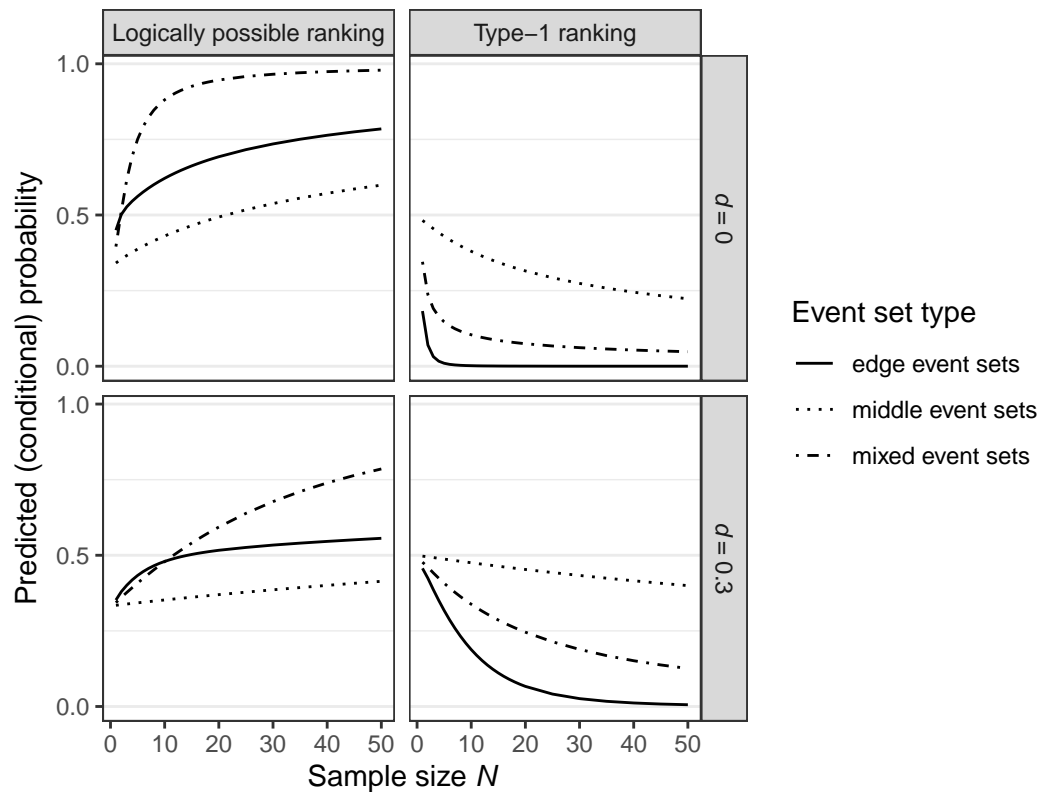 Logically possible ranking
Type−1 ranking
Predicted (conditional) probability
1.0
0.5
0.0
d = 0
1.0
0.5
0.0
d = 0.3
0 10 20 30 40 50
0 10 20 30 40 50
Sample size N
Event set type
edge event sets
middle event sets
mixed event sets